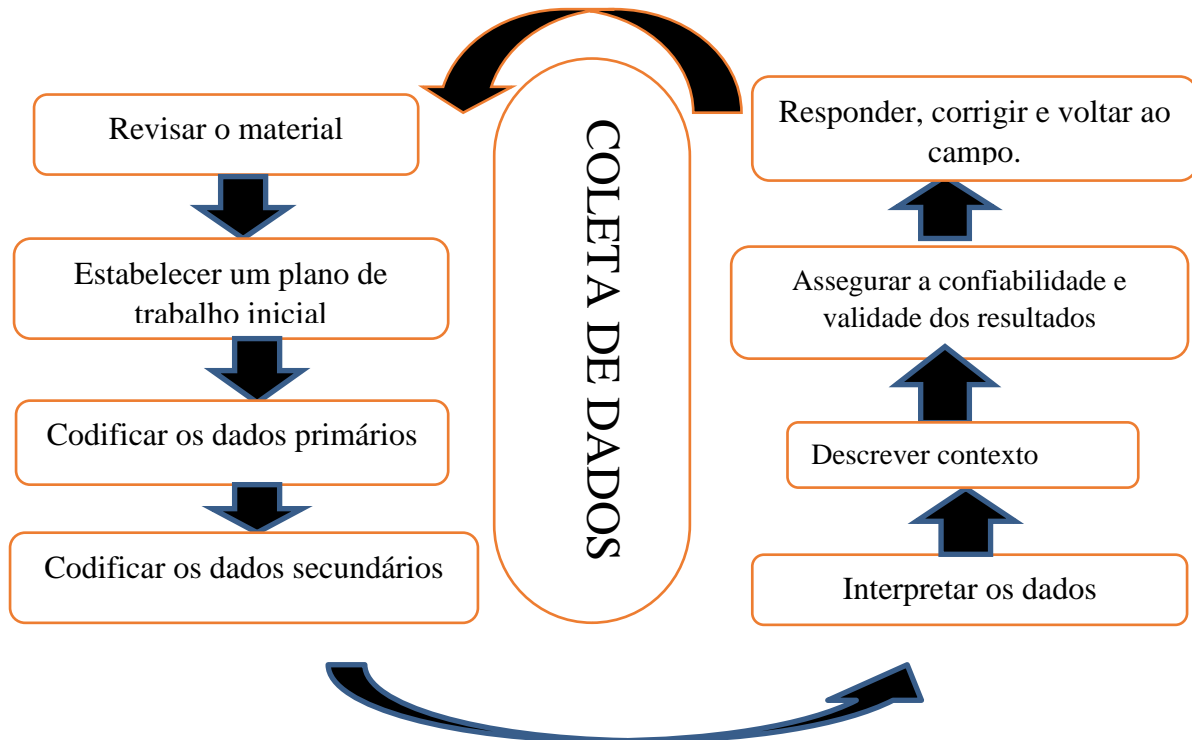 Revisar o material
Estabelecer um plano de
trabalho inicial
Codificar os dados primários
Codificar os dados secundários
COLETA DE DADOS
Responder, corrigir e voltar ao
campo.
Assegurar a confiabilidade e
validade dos resultados
Descrever contexto
Interpretar os dados